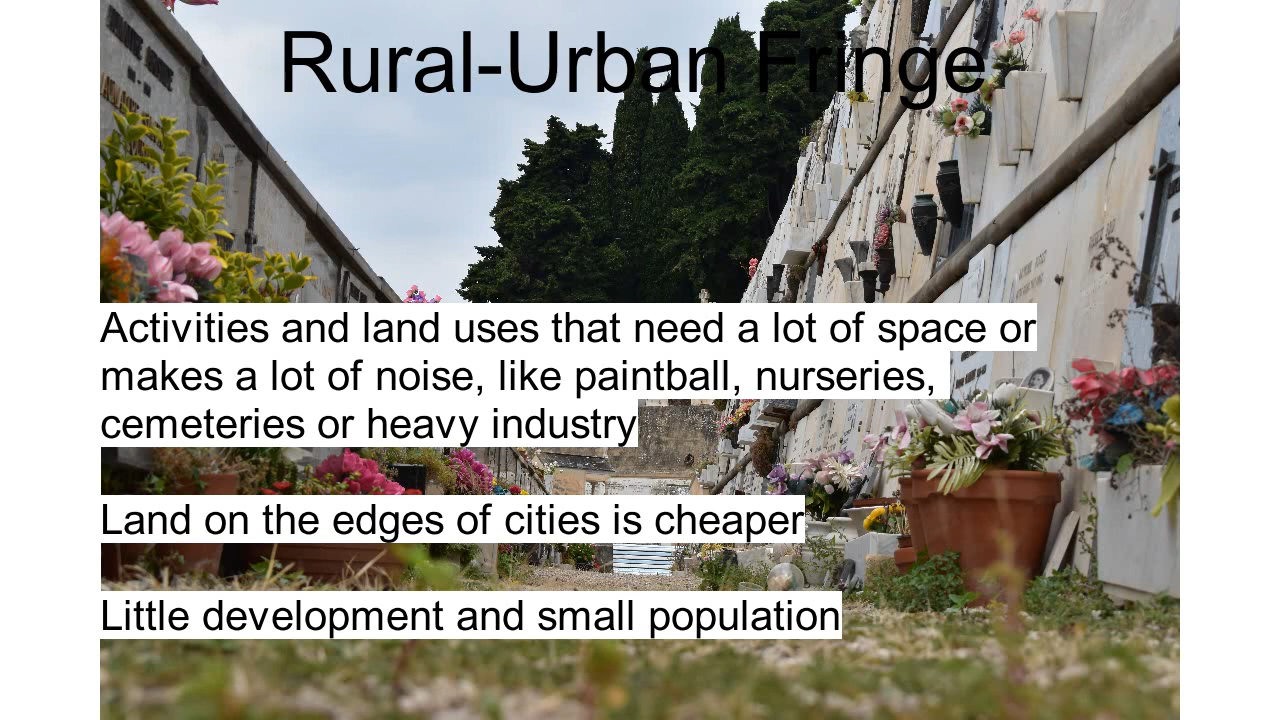 Rural-Urban Fringe
Activities and land uses that need a lot of space or
makes a lot of noise, like paintball, nurseries,
cemeteries or heavy industry
Land on the edges of cities is cheaper
Little development and small population